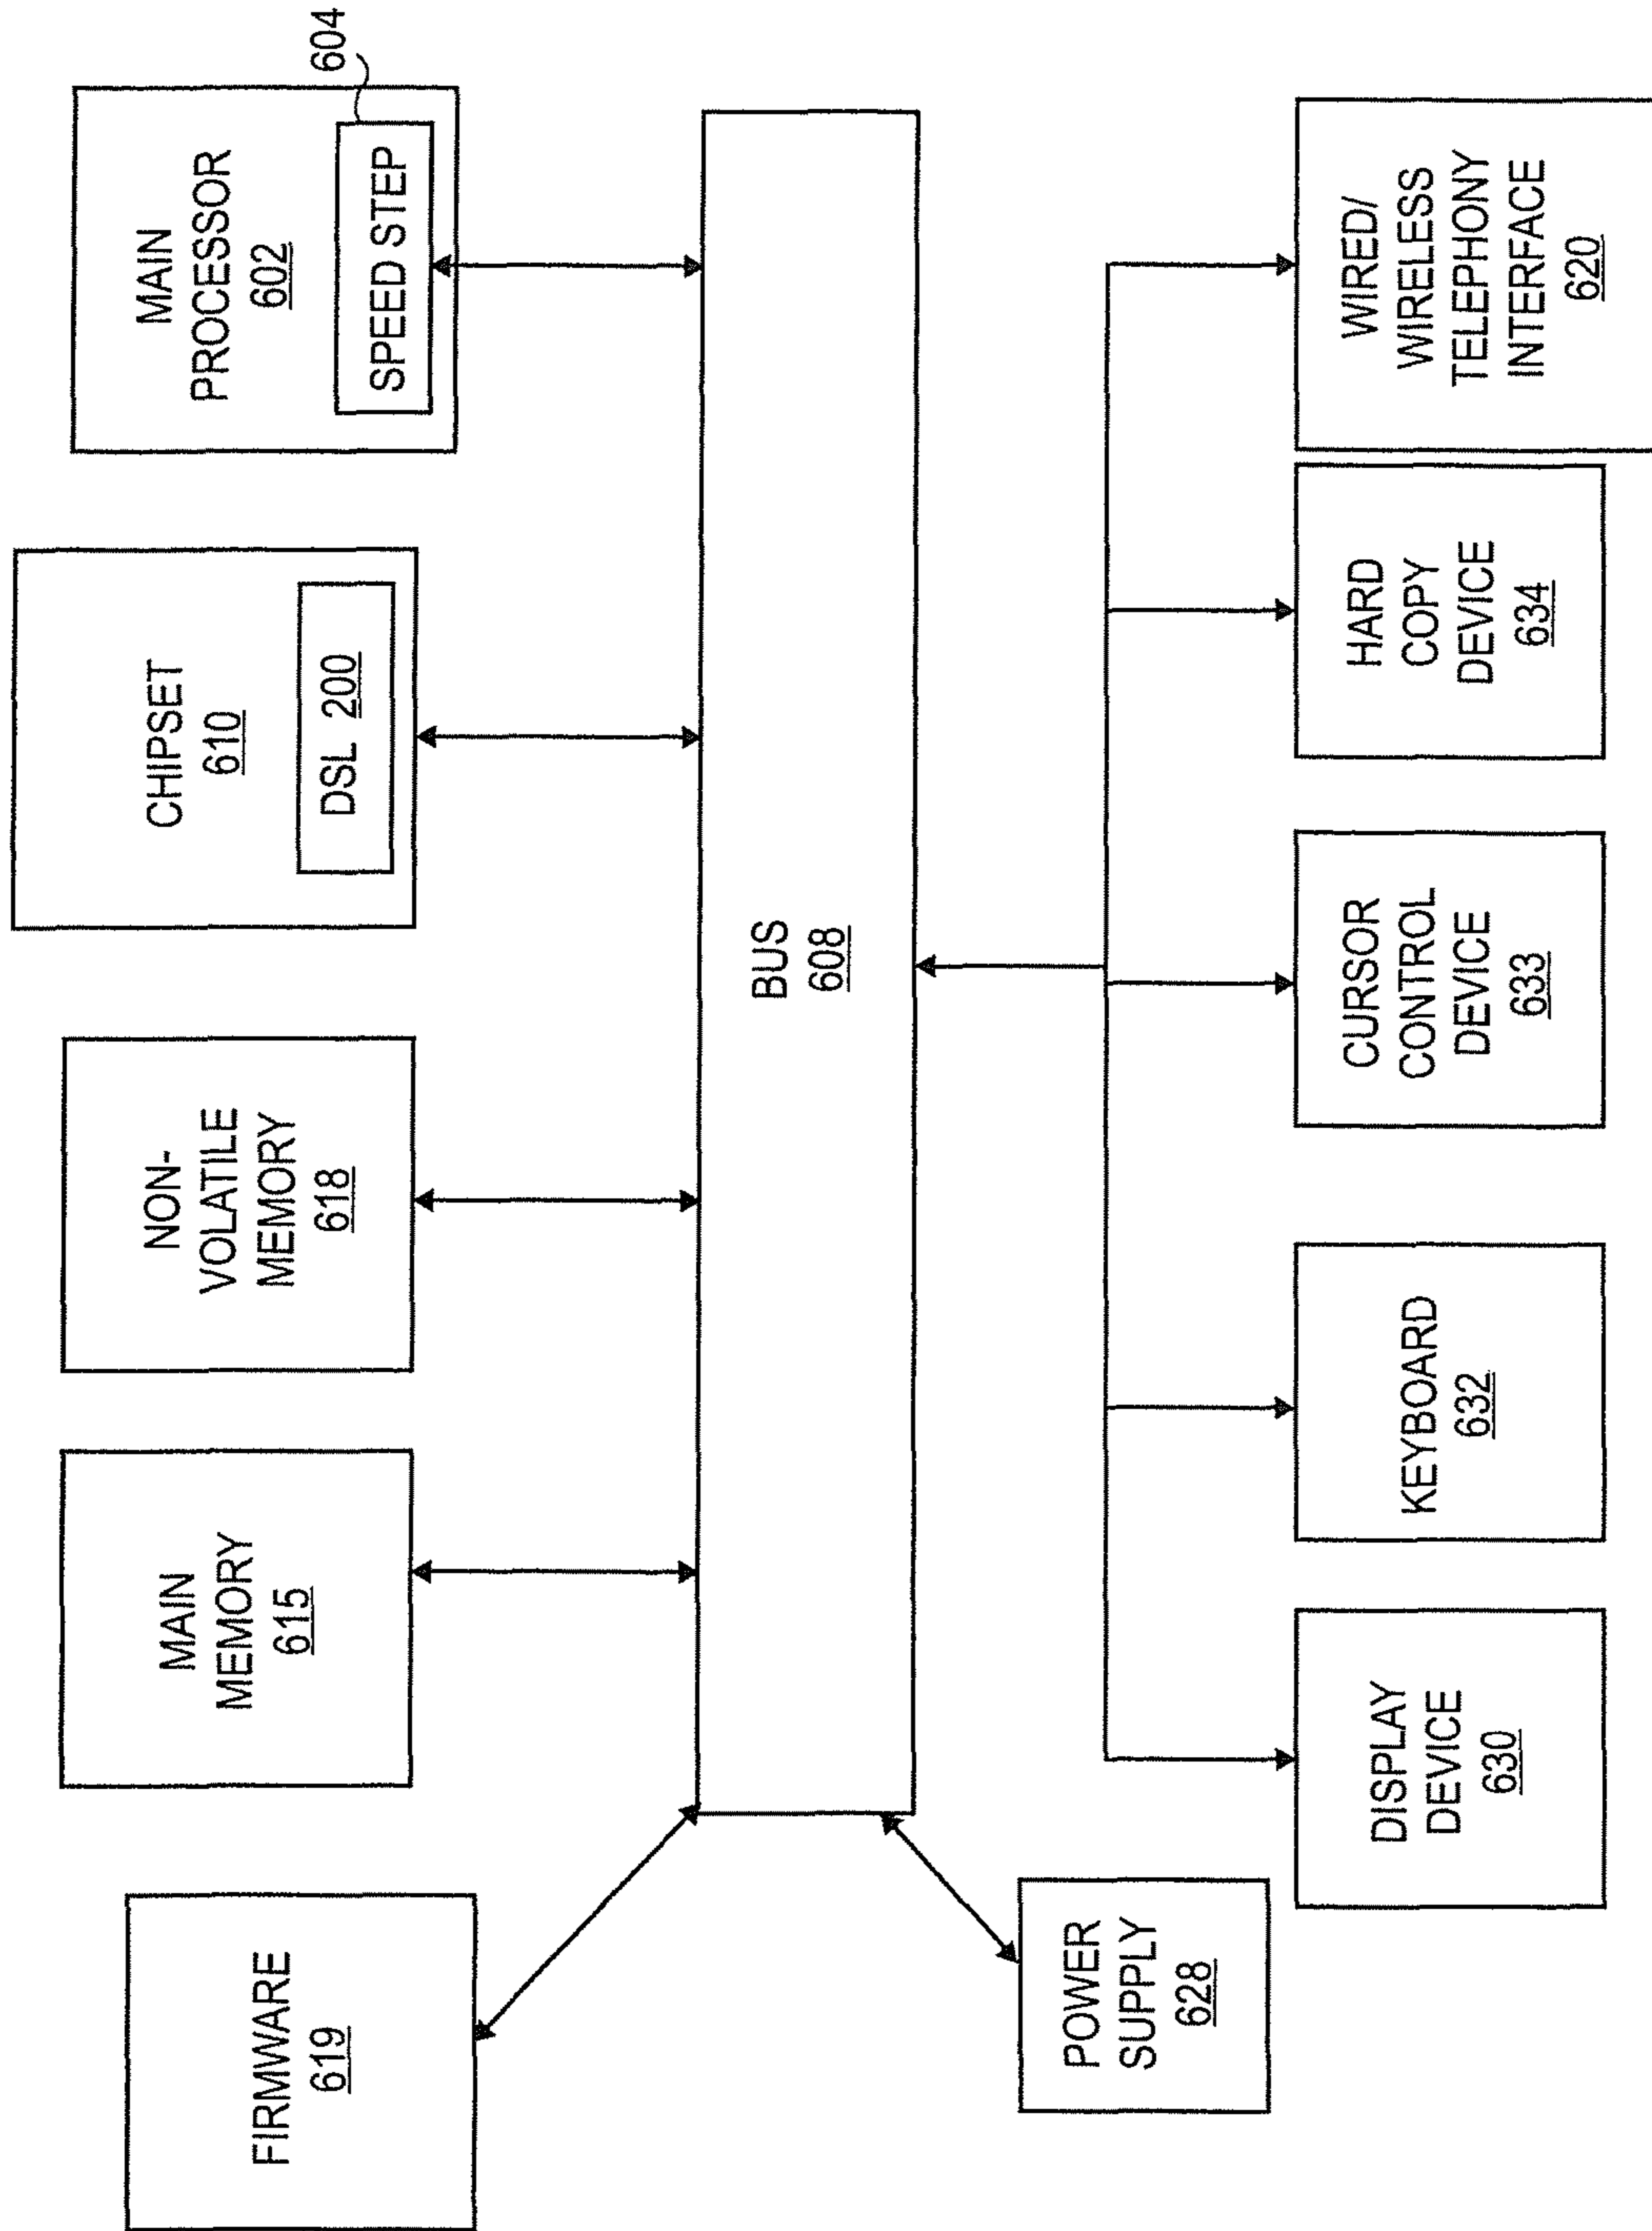 FIRMWARE
619
MAIN
MEMORY
615
NON-
VOLATILE
MEMORY
618
CHIPSET
610
DSL 200
MAIN
PROCESSOR
602
SPEED STEP
604
BUS
608
POWER
SUPPLY
628
DISPLAY
DEVICE
630
KEYBOARD
632
CURSOR
CONTROL
DEVICE
633
HARD
COPY
DEVICE
634
WIRED/
WIRELESS
TELEPHONY
INTERFACE
620